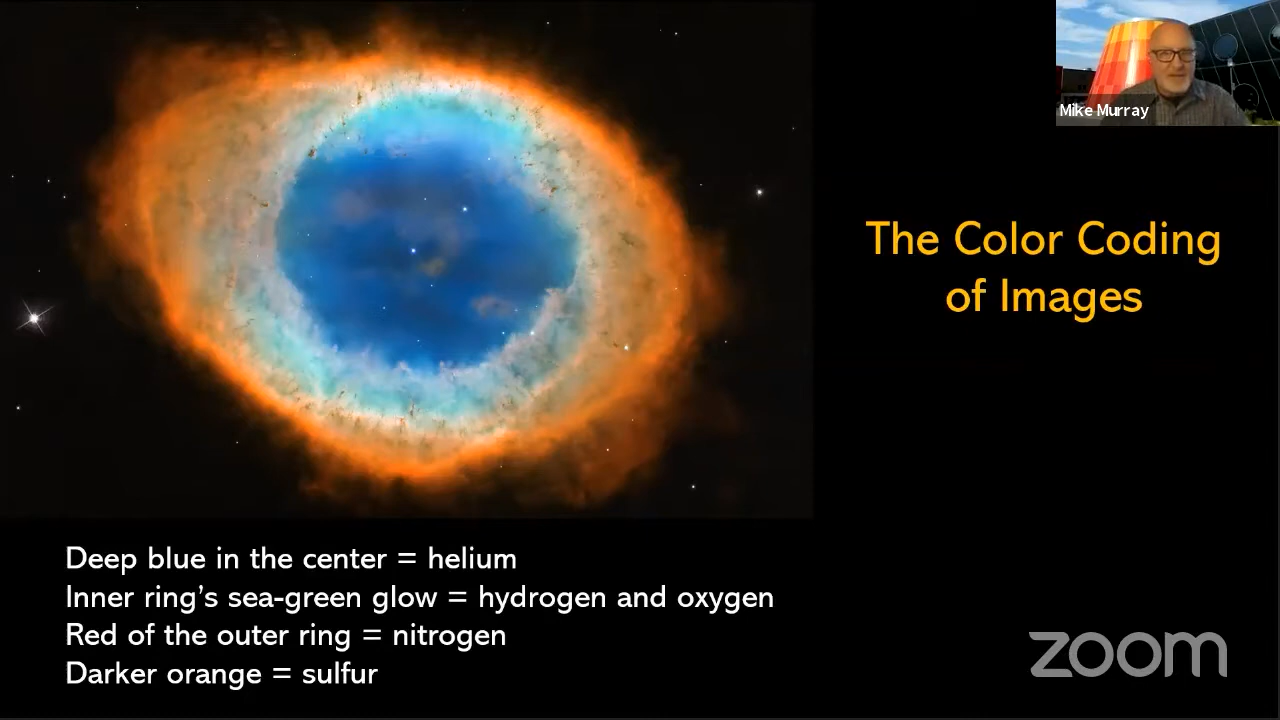 Mike Murray
The Color Coding
of Images
Deep blue in the center = helium
Inner ring’s sea-green glow = hydrogen and oxygen
Red of the outer ring = nitrogen
Darker orange = sulfur
zoom